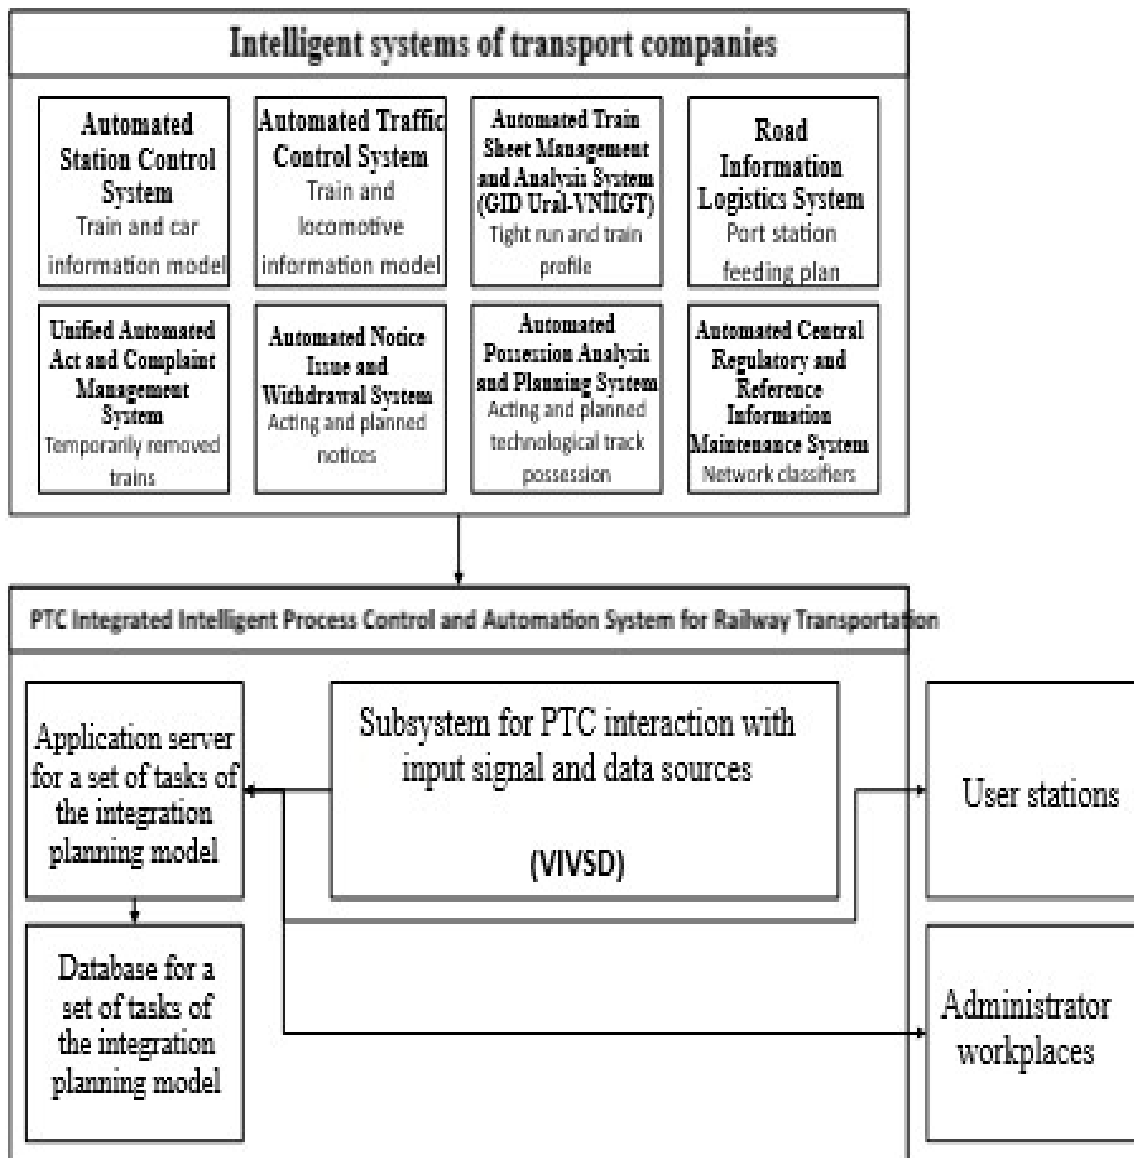 Intelligent systems of transport companies
Automated
Station Control
System
Train and car
information model
Automated Traffic
Control System
Train and
locomotive
information model
Automated Train
Sheet Management
and Analysis System
(GID Ural-VNIIGT)
Tight run and train
profile
Road
Information
Logistics System
Port station
feeding plan
Unified Automated
Act and Complaint
Management
System
Temporarily removed
trains
Automated Notice
Issue and
Withdrawal System
Acting and planned
notices
Automated
Possession Analysis
and Planning System
Acting and planned
technological track
possession
Automated Central
Regulatory and
Reference
Information
Maintenance System
Network classifiers
PTC Integrated Intelligent Process Control and Automation System for Railway Transportation
Application server
for a set of tasks of
the integration
planning model
Subsystem for PTC interaction with
input signal and data sources
(VIVSD)
User stations
Database for a
set of tasks of
the integration
planning model
Administrator
workplaces